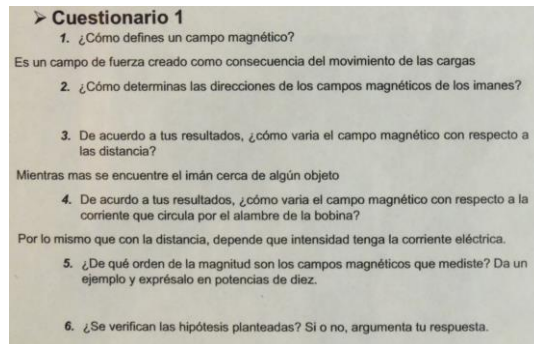 ➢ Cuestionario 1
1. ¿Cómo defines un campo magnético?
Es un campo de fuerza creado como consecuencia del movimiento de las cargas
2. ¿Cómo determinas las direcciones de los campos magnéticos de los imanes?
3. De acuerdo a tus resultados, ¿cómo varia el campo magnético con respecto a
las distancia?
Mientras mas se encuentre el imán cerca de algún objeto
4. De acurdo a tus resultados, ¿cómo varia el campo magnético con respecto a la
corriente que circula por el alambre de la bobina?
Por lo mismo que con la distancia, depende que intensidad tenga la corriente eléctrica.
5. ¿De qué orden de la magnitud son los campos magnéticos que mediste? Da un
ejemplo y exprésalo en potencias de diez.
6. ¿Se verifican las hipótesis planteadas? Si o no, argumenta tu respuesta.